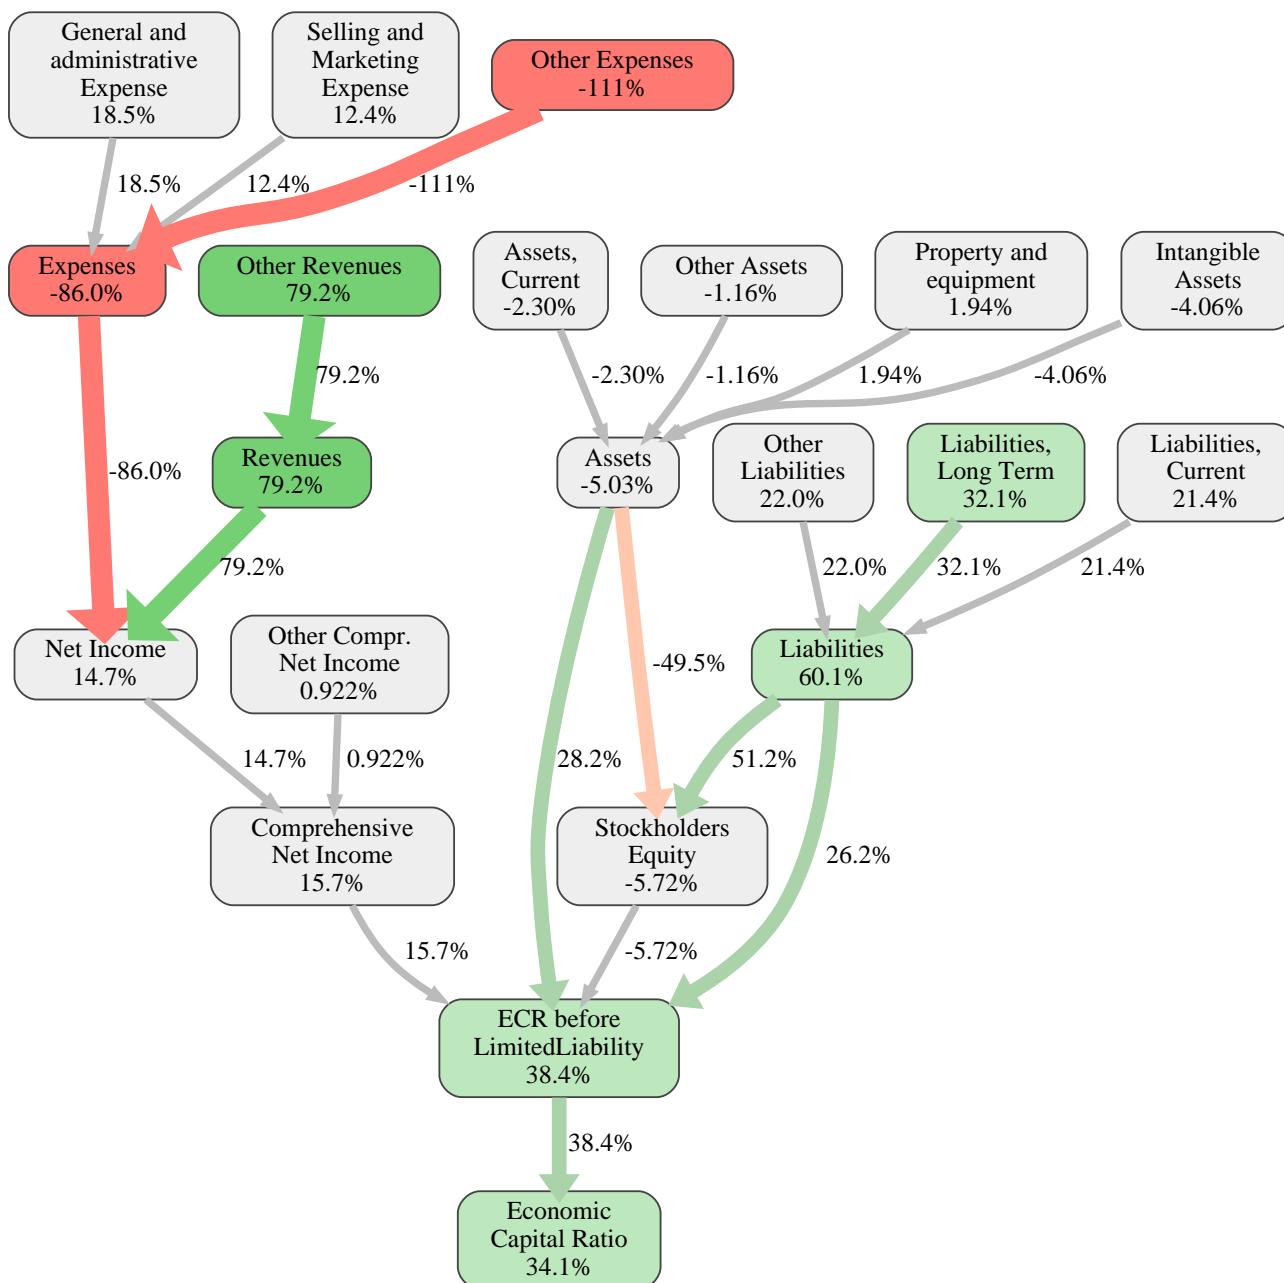 General and
administrative
Expense
18.5%
Selling and
Marketing
Expense
12.4%
Other Expenses
-111%
18.5%
12.4%
-111%
Expenses
-86.0%
Other Revenues
79.2%
Assets,
Current
-2.30%
Other Assets
-1.16%
Property and
equipment
1.94%
Intangible
Assets
-4.06%
79.2%
-2.30%
-1.16%
1.94%
-4.06%
-86.0%
Revenues
79.2%
Assets
-5.03%
Other
Liabilities
22.0%
Liabilities,
Long Term
32.1%
Liabilities,
Current
21.4%
79.2%
22.0%
32.1%
21.4%
Net Income
14.7%
Other Compr.
Net Income
0.922%
-49.5%
Liabilities
60.1%
14.7%
0.922%
28.2%
51.2%
Comprehensive
Net Income
15.7%
Stockholders
Equity
-5.72%
26.2%
15.7%
-5.72%
ECR before
LimitedLiability
38.4%
38.4%
Economic
Capital Ratio
34.1%